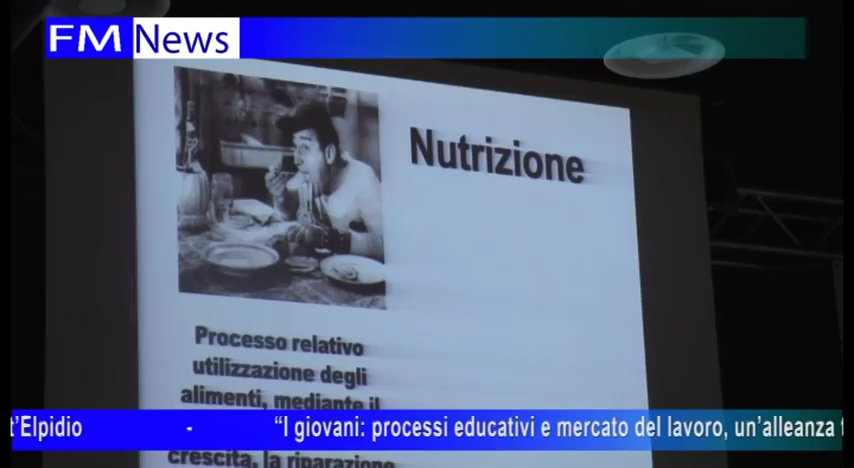 FM News
Nutrizione
Processo relativo
utilizzazione degli
alimenti, mediante il
t'Elpidio - “I giovani: processi educativi e mercato del lavoro, un'alleanza
crescita, la riparazione